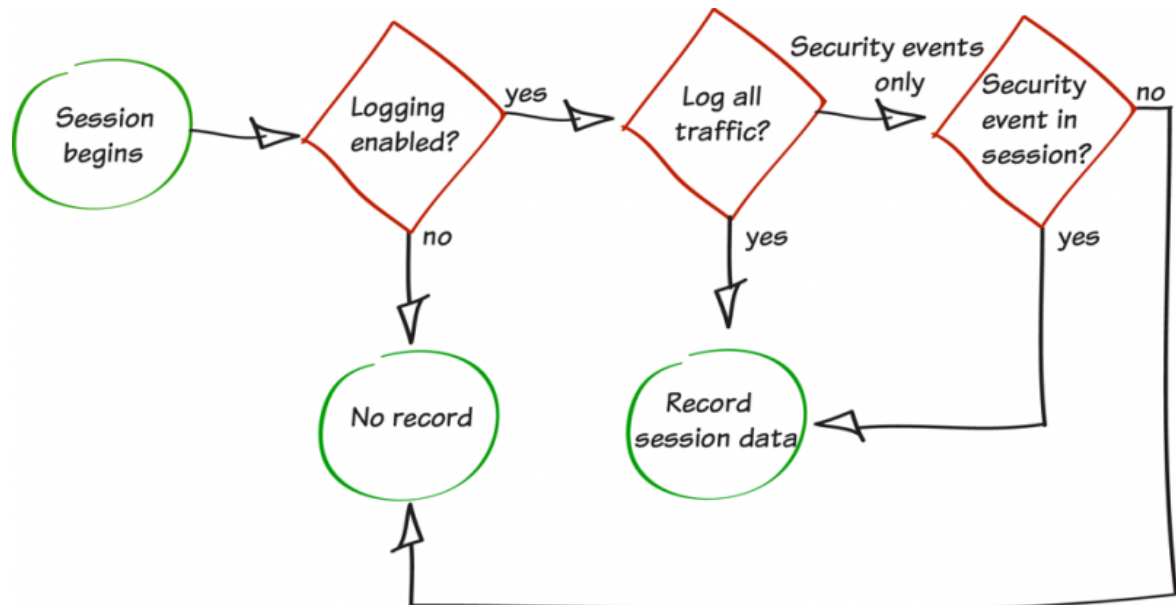 Session
begins
Logging
enabled?
yes
no
Log all
traffic?
Security events
only
yes
Security
event in
session?
no
yes
No record
Record
session data